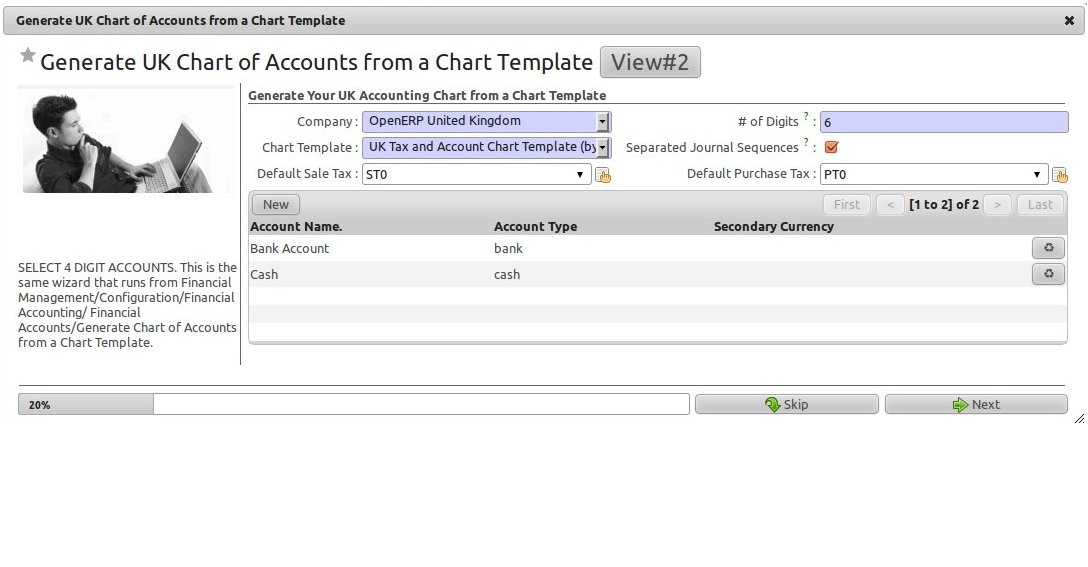 Generate UK Chart of Accounts from a Chart Template
Generate UK Chart of Accounts from a Chart Template View#2
Generate Your UK Accounting Chart from a Chart Template
Company : OpenERP United Kingdom # of Digits ? : 6
Chart Template : UK Tax and Account Chart Template (by Separated Journal Sequences ? :
Default Sale Tax : ST0 Default Purchase Tax : PT0
New First < [1 to 2] of 2 > Last
Account Name. Account Type Secondary Currency
Bank Account bank
Cash cash
SELECT 4 DIGIT ACCOUNTS. This is the
same wizard that runs from Financial
Management/Configuration/Financial
Accounting/ Financial
Accounts/Generate Chart of Accounts
from a Chart Template.
20% Skip Next